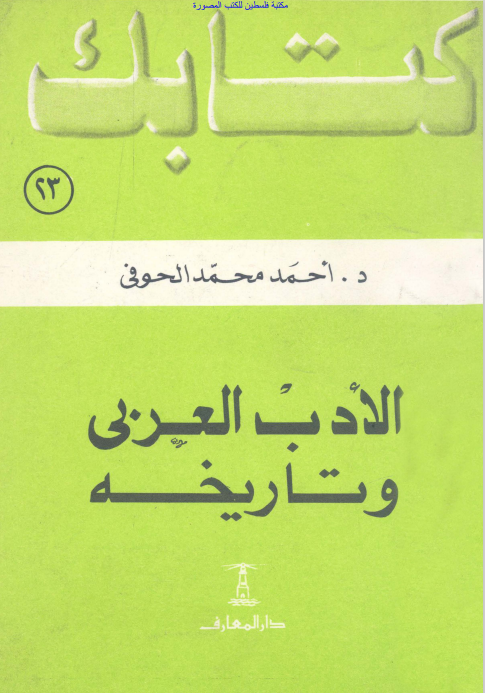 مكتبة فلسطين للكتب المصورة
كتابك
٢٣
د. أحمد محمد الحوفى
الأدب العربى
وتاريخه
دار المعارف